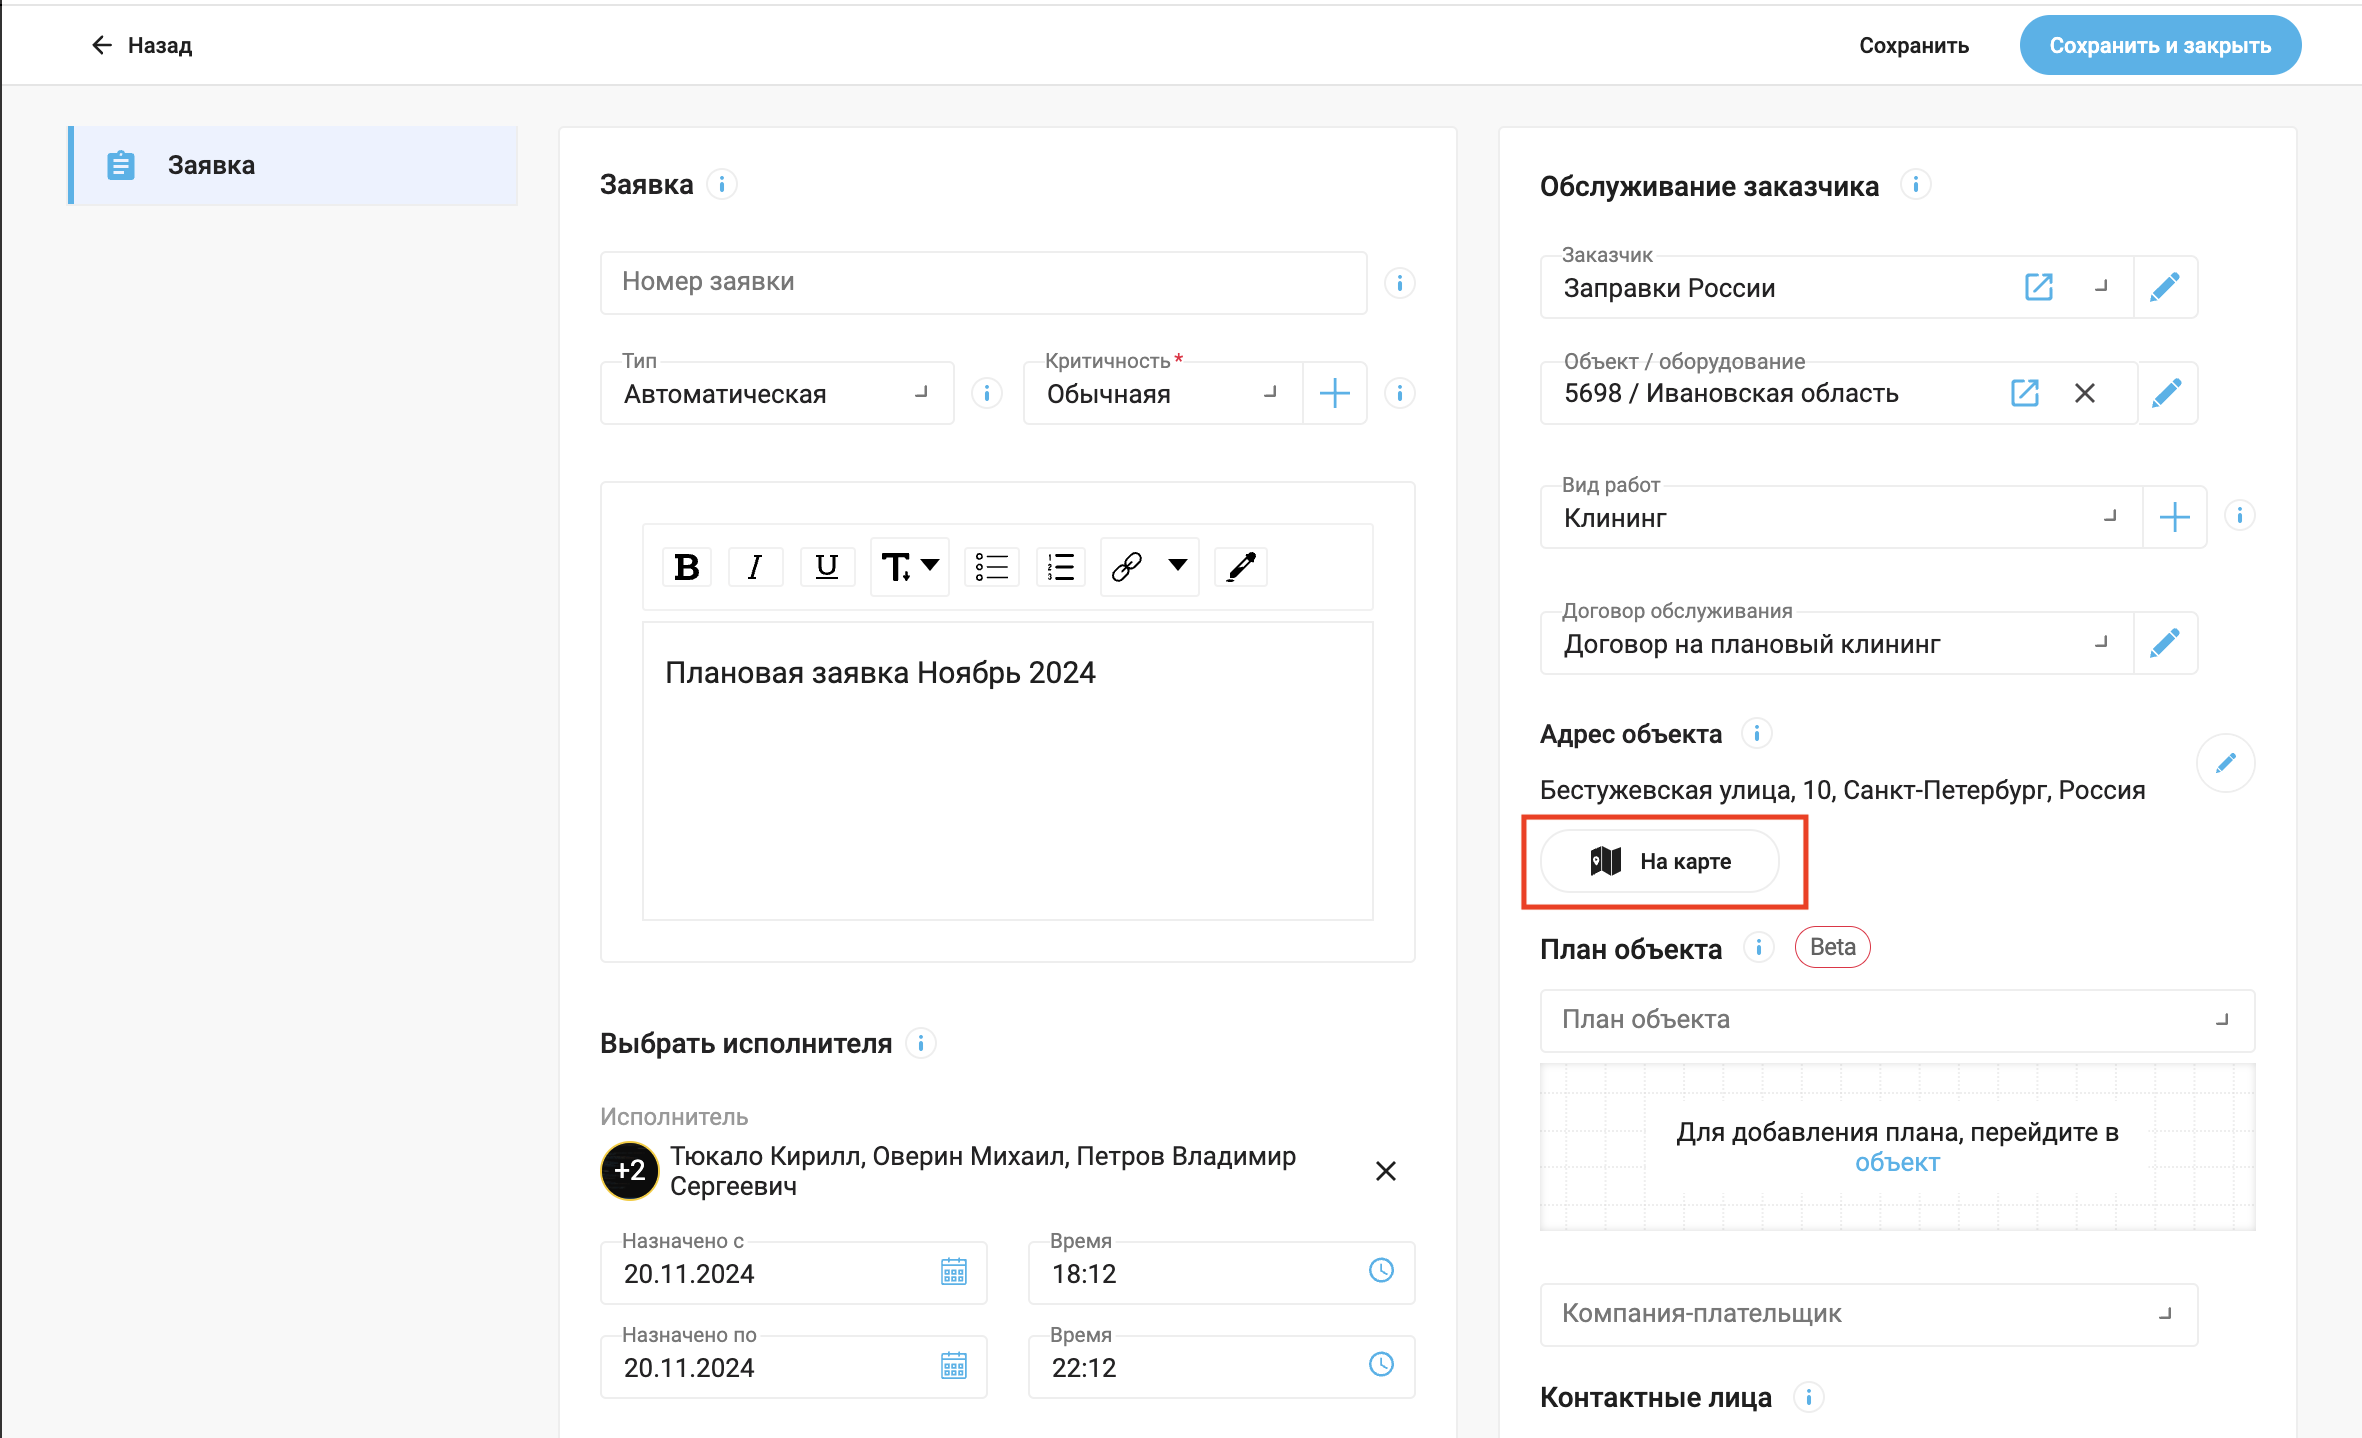 Назад
Сохранить
Сохранить и закрыть
Заявка
Заявка
Номер заявки
Тип
Автоматическая
Критичность*
Обычнаяя
B I U T
Плановая заявка Ноябрь 2024
Выбрать исполнителя
Исполнитель
+2
Тюкало Кирилл, Оверин Михаил, Петров Владимир
Сергеевич
Назначено с
20.11.2024
Время
18:12
Назначено по
20.11.2024
Время
22:12
Обслуживание заказчика
Заказчик
Заправки России
Объект / оборудование
5698 / Ивановская область
Вид работ
Клининг
Договор обслуживания
Договор на плановый клининг
Адрес объекта
Бестужевская улица, 10, Санкт-Петербург, Россия
На карте
План объекта
Beta
План объекта
Для добавления плана, перейдите в
объект
Компания-плательщик
Контактные лица